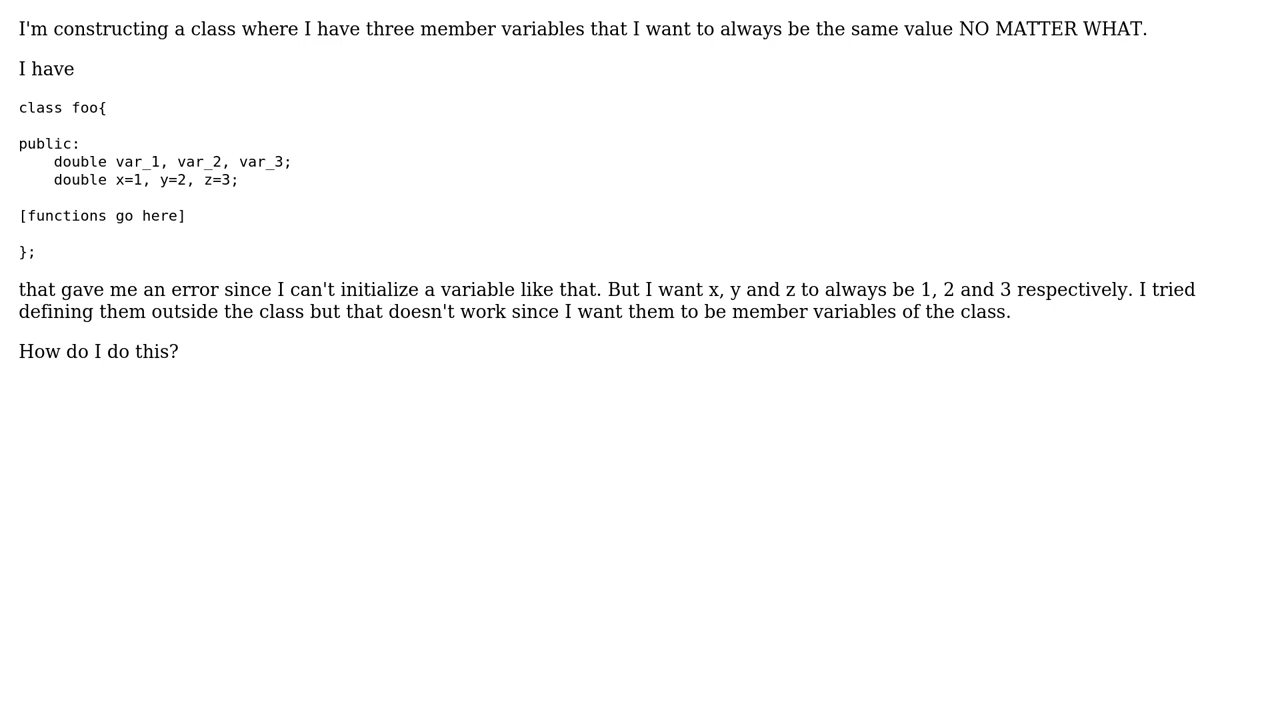 I'm constructing a class where I have three member variables that I want to always be the same value NO MATTER WHAT.
I have
class foo{
public:
    double var_1, var_2, var_3;
    double x=1, y=2, z=3;
[functions go here]
};
that gave me an error since I can't initialize a variable like that. But I want x, y and z to always be 1, 2 and 3 respectively. I tried
defining them outside the class but that doesn't work since I want them to be member variables of the class.
How do I do this?